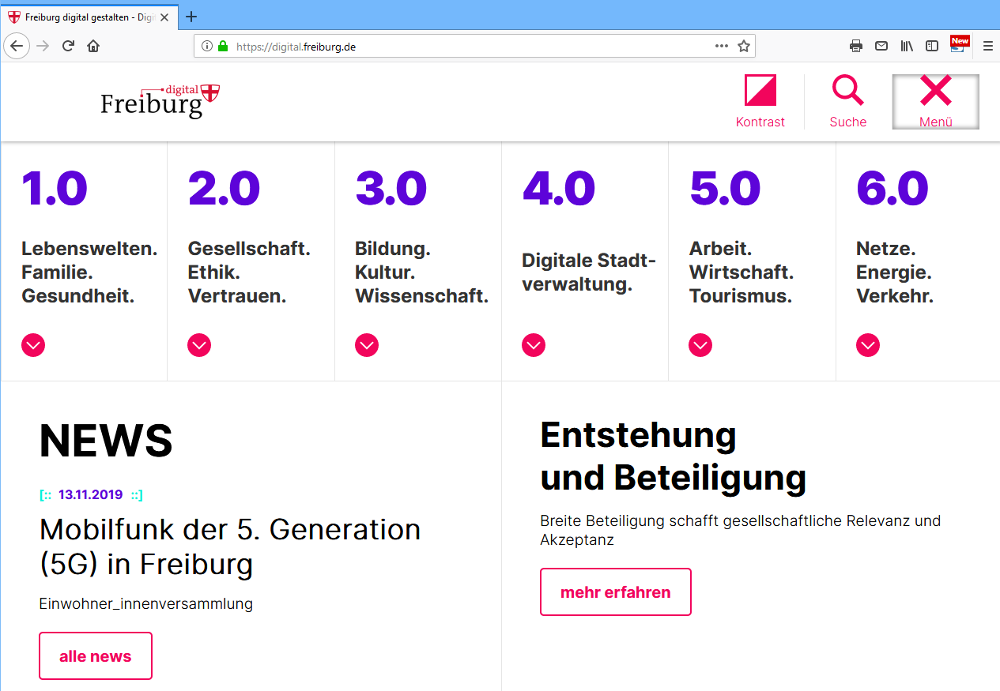 Freiburg digital gestalten - Digi
New
https://digital.freiburg.de
digital
Freiburg
Kontrast
Suche
Menü
1.0
Lebenswelten.
Familie.
Gesundheit.
2.0
Gesellschaft.
Ethik.
Vertrauen.
3.0
Bildung.
Kultur.
Wissenschaft.
4.0
Digitale Stadt-
verwaltung.
5.0
Arbeit.
Wirtschaft.
Tourismus.
6.0
Netze.
Energie.
Verkehr.
NEWS
[:: 13.11.2019 ::]
Mobilfunk der 5. Generation
(5G) in Freiburg
Einwohner_innenversammlung
alle news
Entstehung
und Beteiligung
Breite Beteiligung schafft gesellschaftliche Relevanz und
Akzeptanz
mehr erfahren